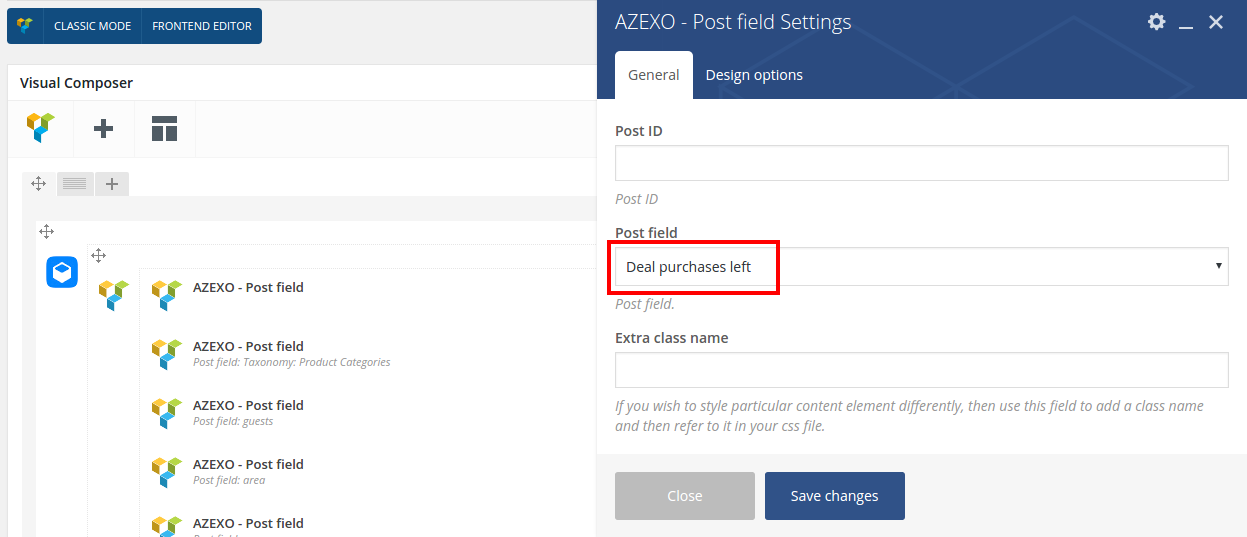 CLASSIC MODE
FRONTEND EDITOR
Visual Composer
AZEXO - Post field
AZEXO - Post field
Post field: Taxonomy: Product Categories
AZEXO - Post field
Post field: guests
AZEXO - Post field
Post field: area
AZEXO - Post field
AZEXO - Post field Settings
General
Design options
Post ID
Post ID
Post field
Deal purchases left
Post field.
Extra class name
If you wish to style particular content element differently, then use this field to add a class name
and then refer to it in your css file.
Close
Save changes